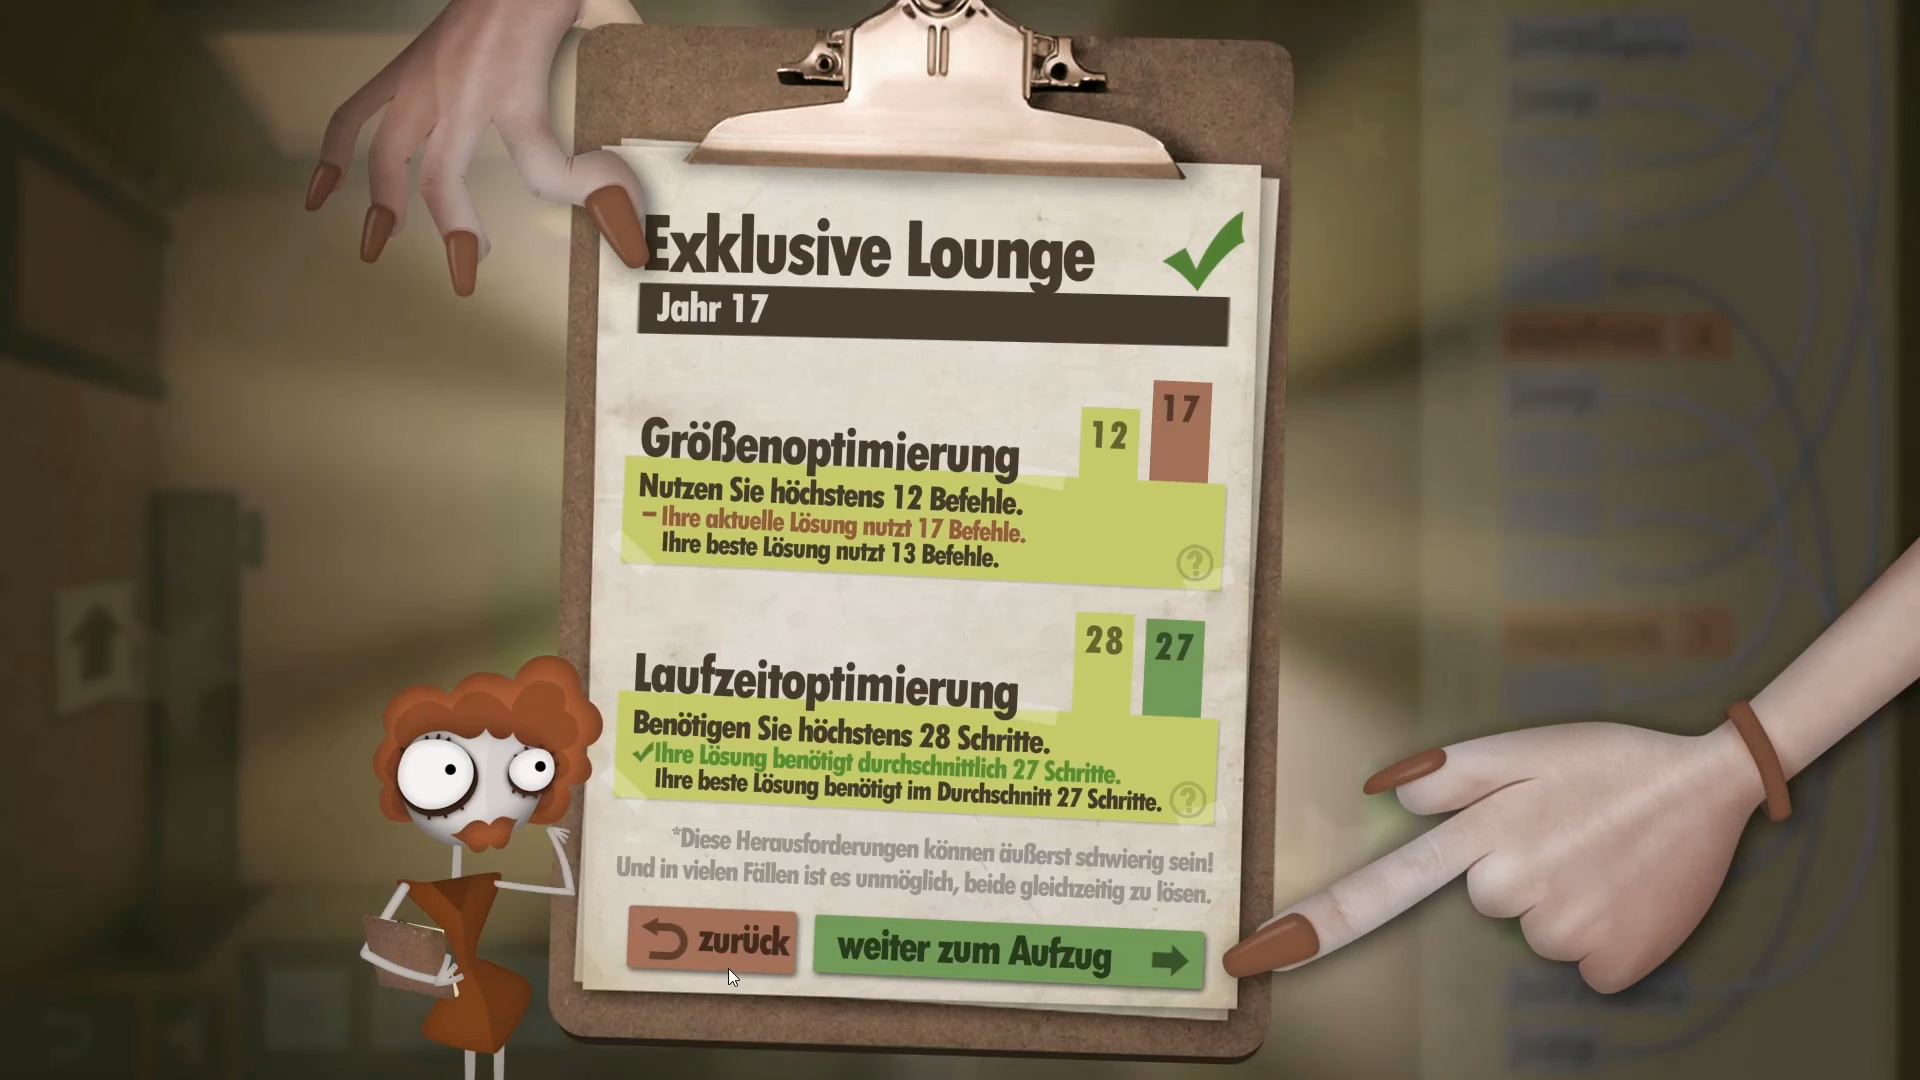 Exklusive Lounge
Jahr 17
12
17
Größenoptimierung
Nutzen Sie höchstens 12 Befehle.
– Ihre aktuelle Lösung nutzt 17 Befehle.
Ihre beste Lösung nutzt 13 Befehle.
?
28
27
Laufzeitoptimierung
Benötigen Sie höchstens 28 Schritte.
✓Ihre Lösung benötigt durchschnittlich 27 Schritte.
Ihre beste Lösung benötigt im Durchschnitt 27 Schritte.
?
*Diese Herausforderungen können äußerst schwierig sein!
Und in vielen Fällen ist es unmöglich, beide gleichzeitig zu lösen.
zurück
weiter zum Aufzug